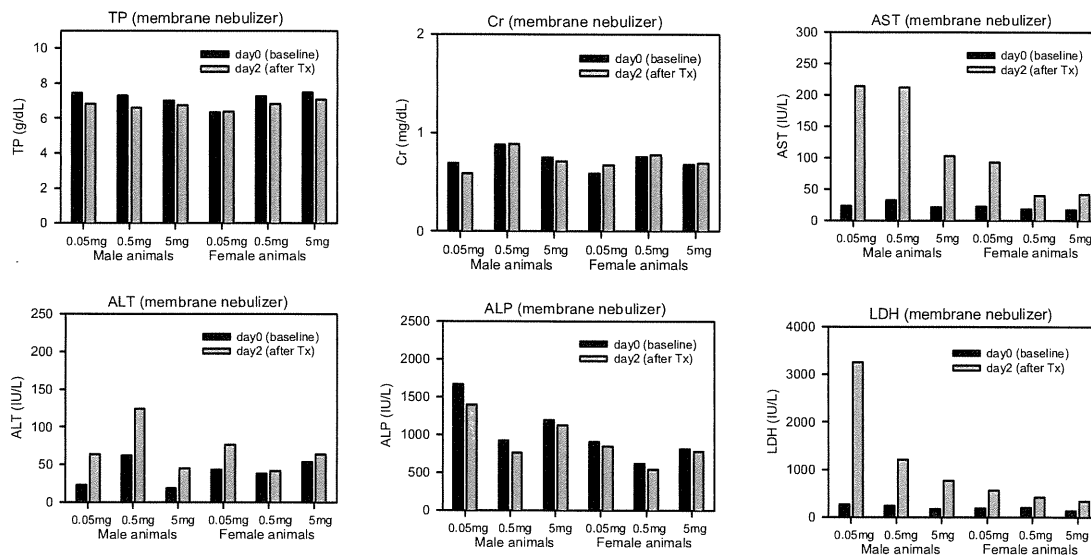 TP (membrane nebulizer)
TP (g/dL)
10
8
6
4
2
0
day0 (baseline)
day2 (after Tx)
0.05mg 0.5mg 5mg 0.05mg 0.5mg 5mg
Male animals Female animals
Cr (membrane nebulizer)
Cr (mg/dL)
2
1
0
day0 (baseline)
day2 (after Tx)
0.05mg 0.5mg 5mg 0.05mg 0.5mg 5mg
Male animals Female animals
AST (membrane nebulizer)
AST (IU/L)
250
200
150
100
50
0
day0 (baseline)
day2 (after Tx)
0.05mg 0.5mg 5mg 0.05mg 0.5mg 5mg
Male animals Female animals
ALT (membrane nebulizer)
ALT (IU/L)
250
200
150
100
50
0
day0 (baseline)
day2 (after Tx)
0.05mg 0.5mg 5mg 0.05mg 0.5mg 5mg
Male animals Female animals
ALP (membrane nebulizer)
ALP (IU/L)
2500
2000
1500
1000
500
0
day0 (baseline)
day2 (after Tx)
0.05mg 0.5mg 5mg 0.05mg 0.5mg 5mg
Male animals Female animals
LDH (membrane nebulizer)
LDH (IU/L)
4000
3000
2000
1000
0
day0 (baseline)
day2 (after Tx)
0.05mg 0.5mg 5mg 0.05mg 0.5mg 5mg
Male animals Female animals